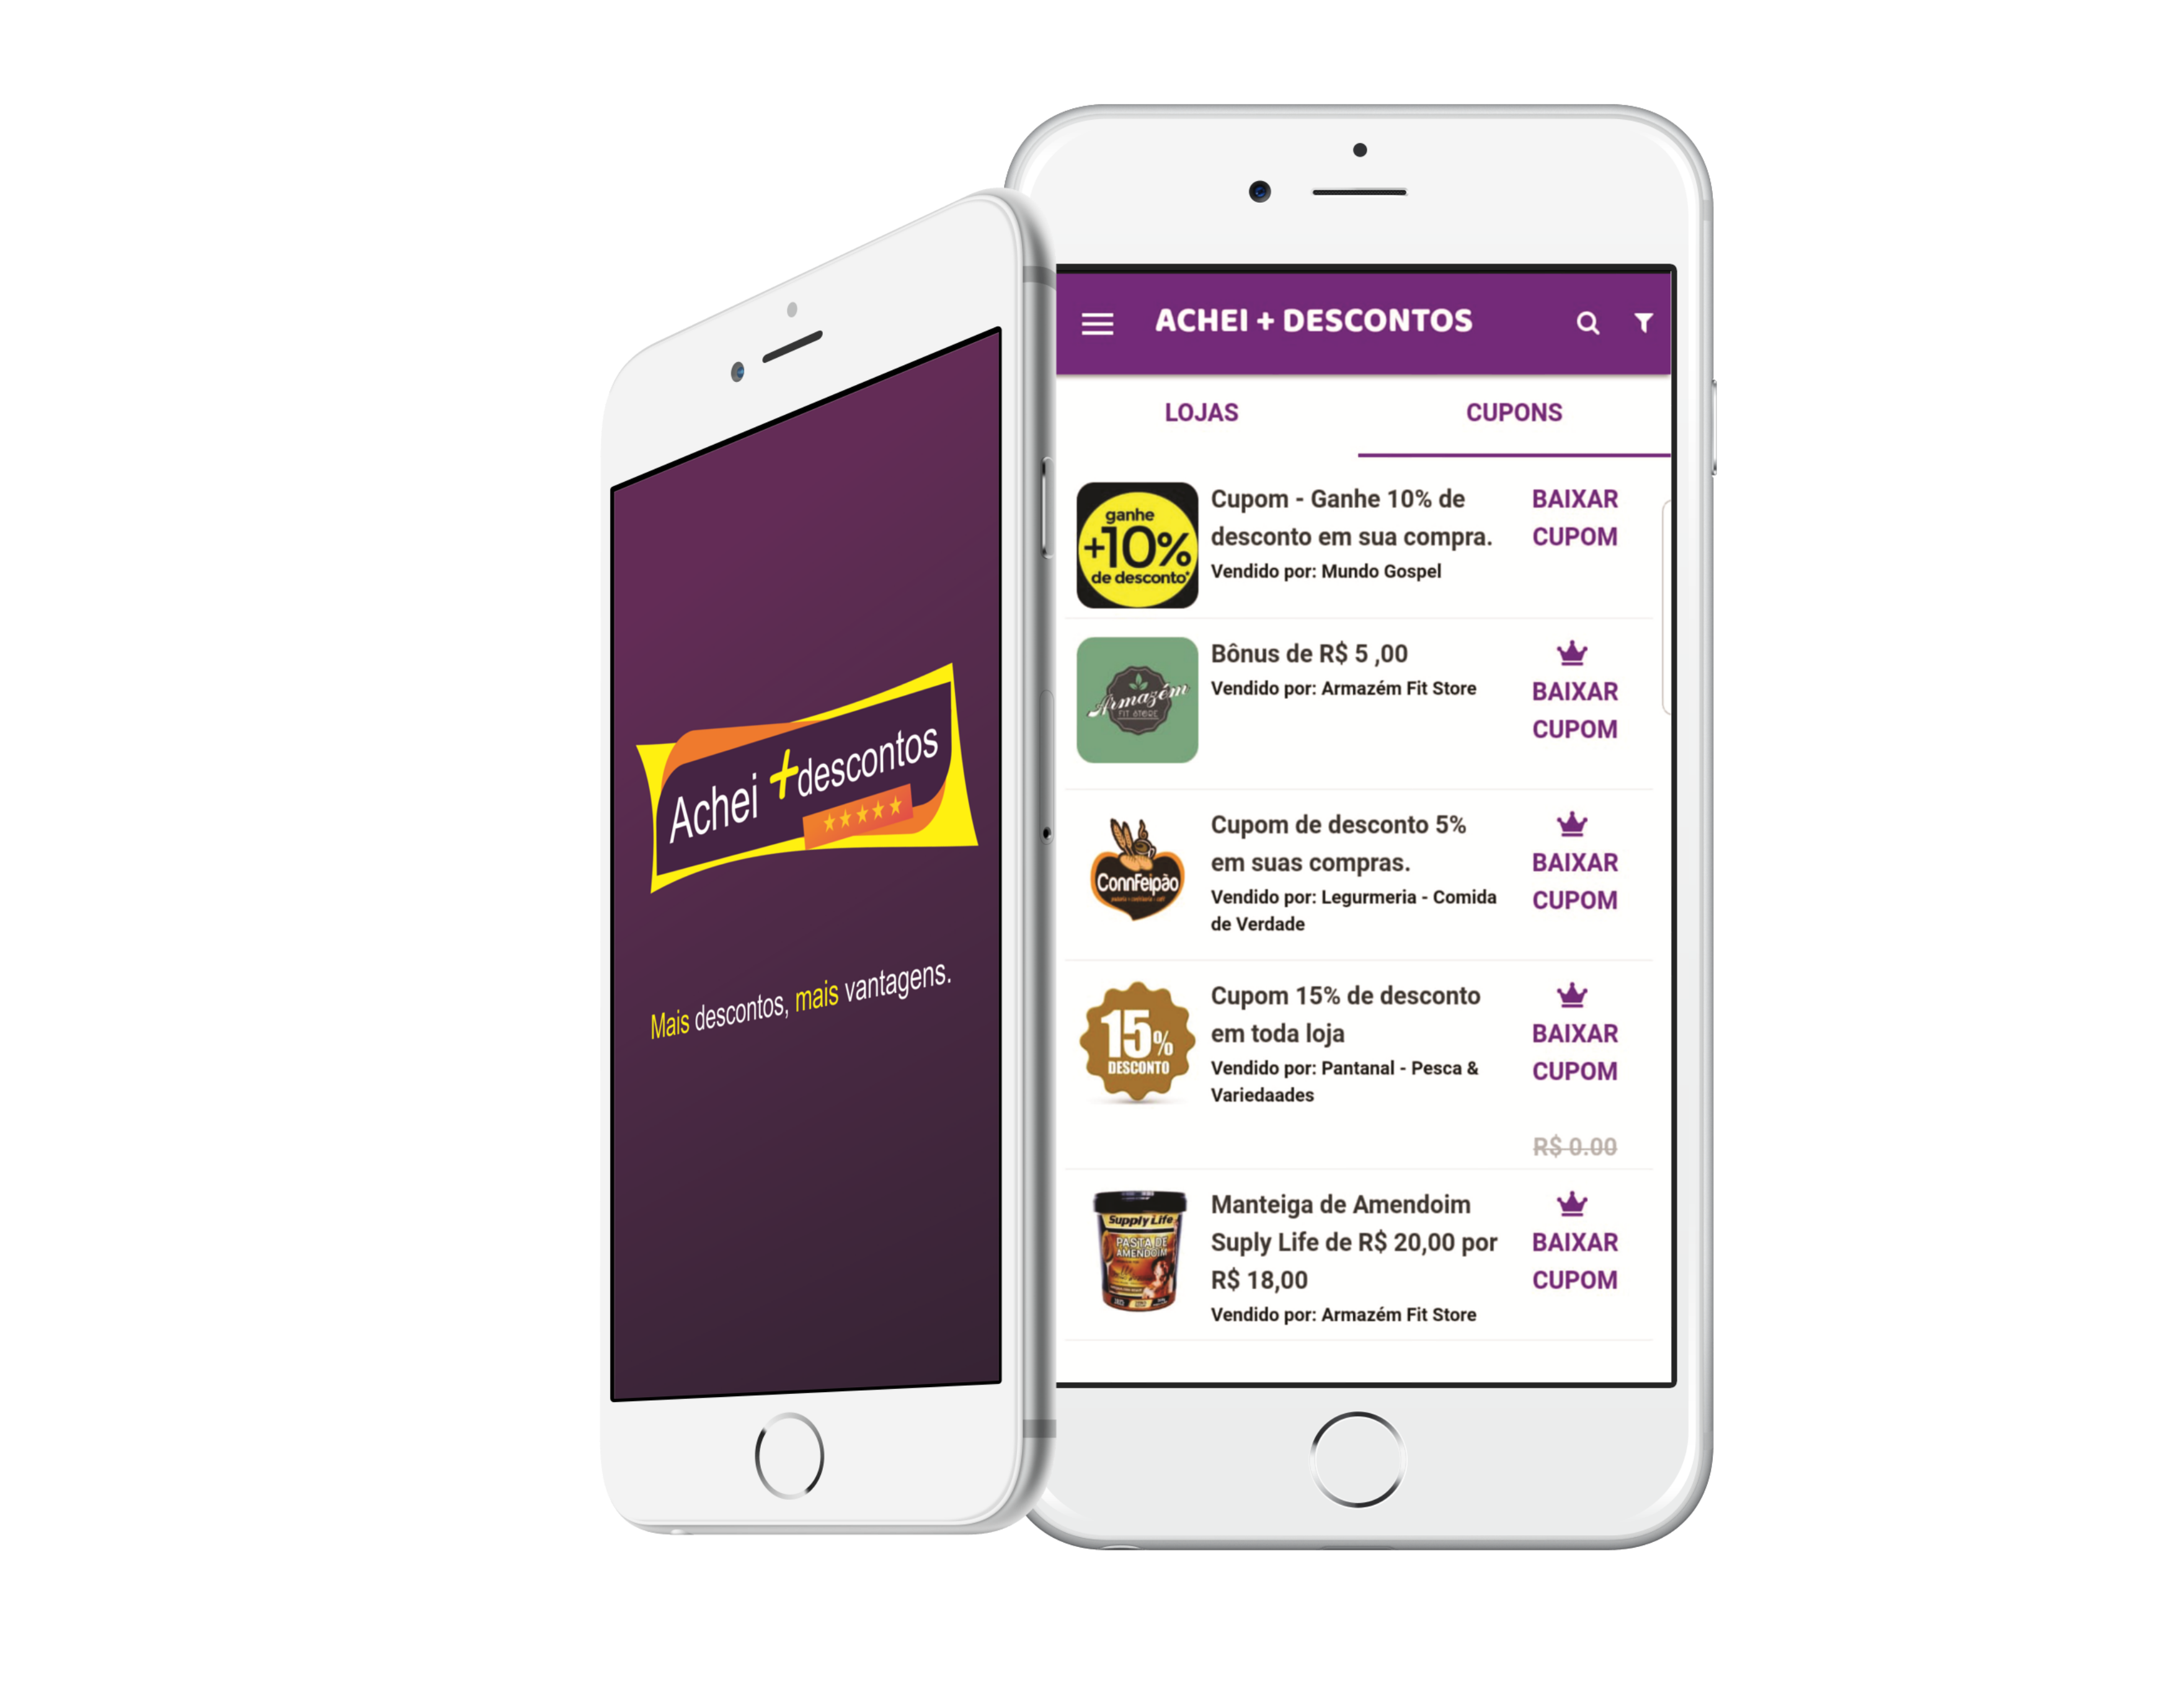 Achei +descontos
Mais descontos, mais vantagens.
ACHEI + DESCONTOS
LOJAS
CUPONS
ganhe
+10%
de desconto*
Cupom - Ganhe 10% de
desconto em sua compra.
Vendido por: Mundo Gospel
BAIXAR
CUPOM
Armazém
FIT STORE
Bônus de R$ 5 ,00
Vendido por: Armazém Fit Store
BAIXAR
CUPOM
ConnFeipão
Cupom de desconto 5%
em suas compras.
Vendido por: Legurmeria - Comida
de Verdade
BAIXAR
CUPOM
15%
DESCONTO
Cupom 15% de desconto
em toda loja
Vendido por: Pantanal - Pesca &
Variedaades
BAIXAR
CUPOM
R$ 0.00
Supply Life
PASTA DE
AMENDOIM
Manteiga de Amendoim
Suply Life de R$ 20,00 por
R$ 18,00
Vendido por: Armazém Fit Store
BAIXAR
CUPOM